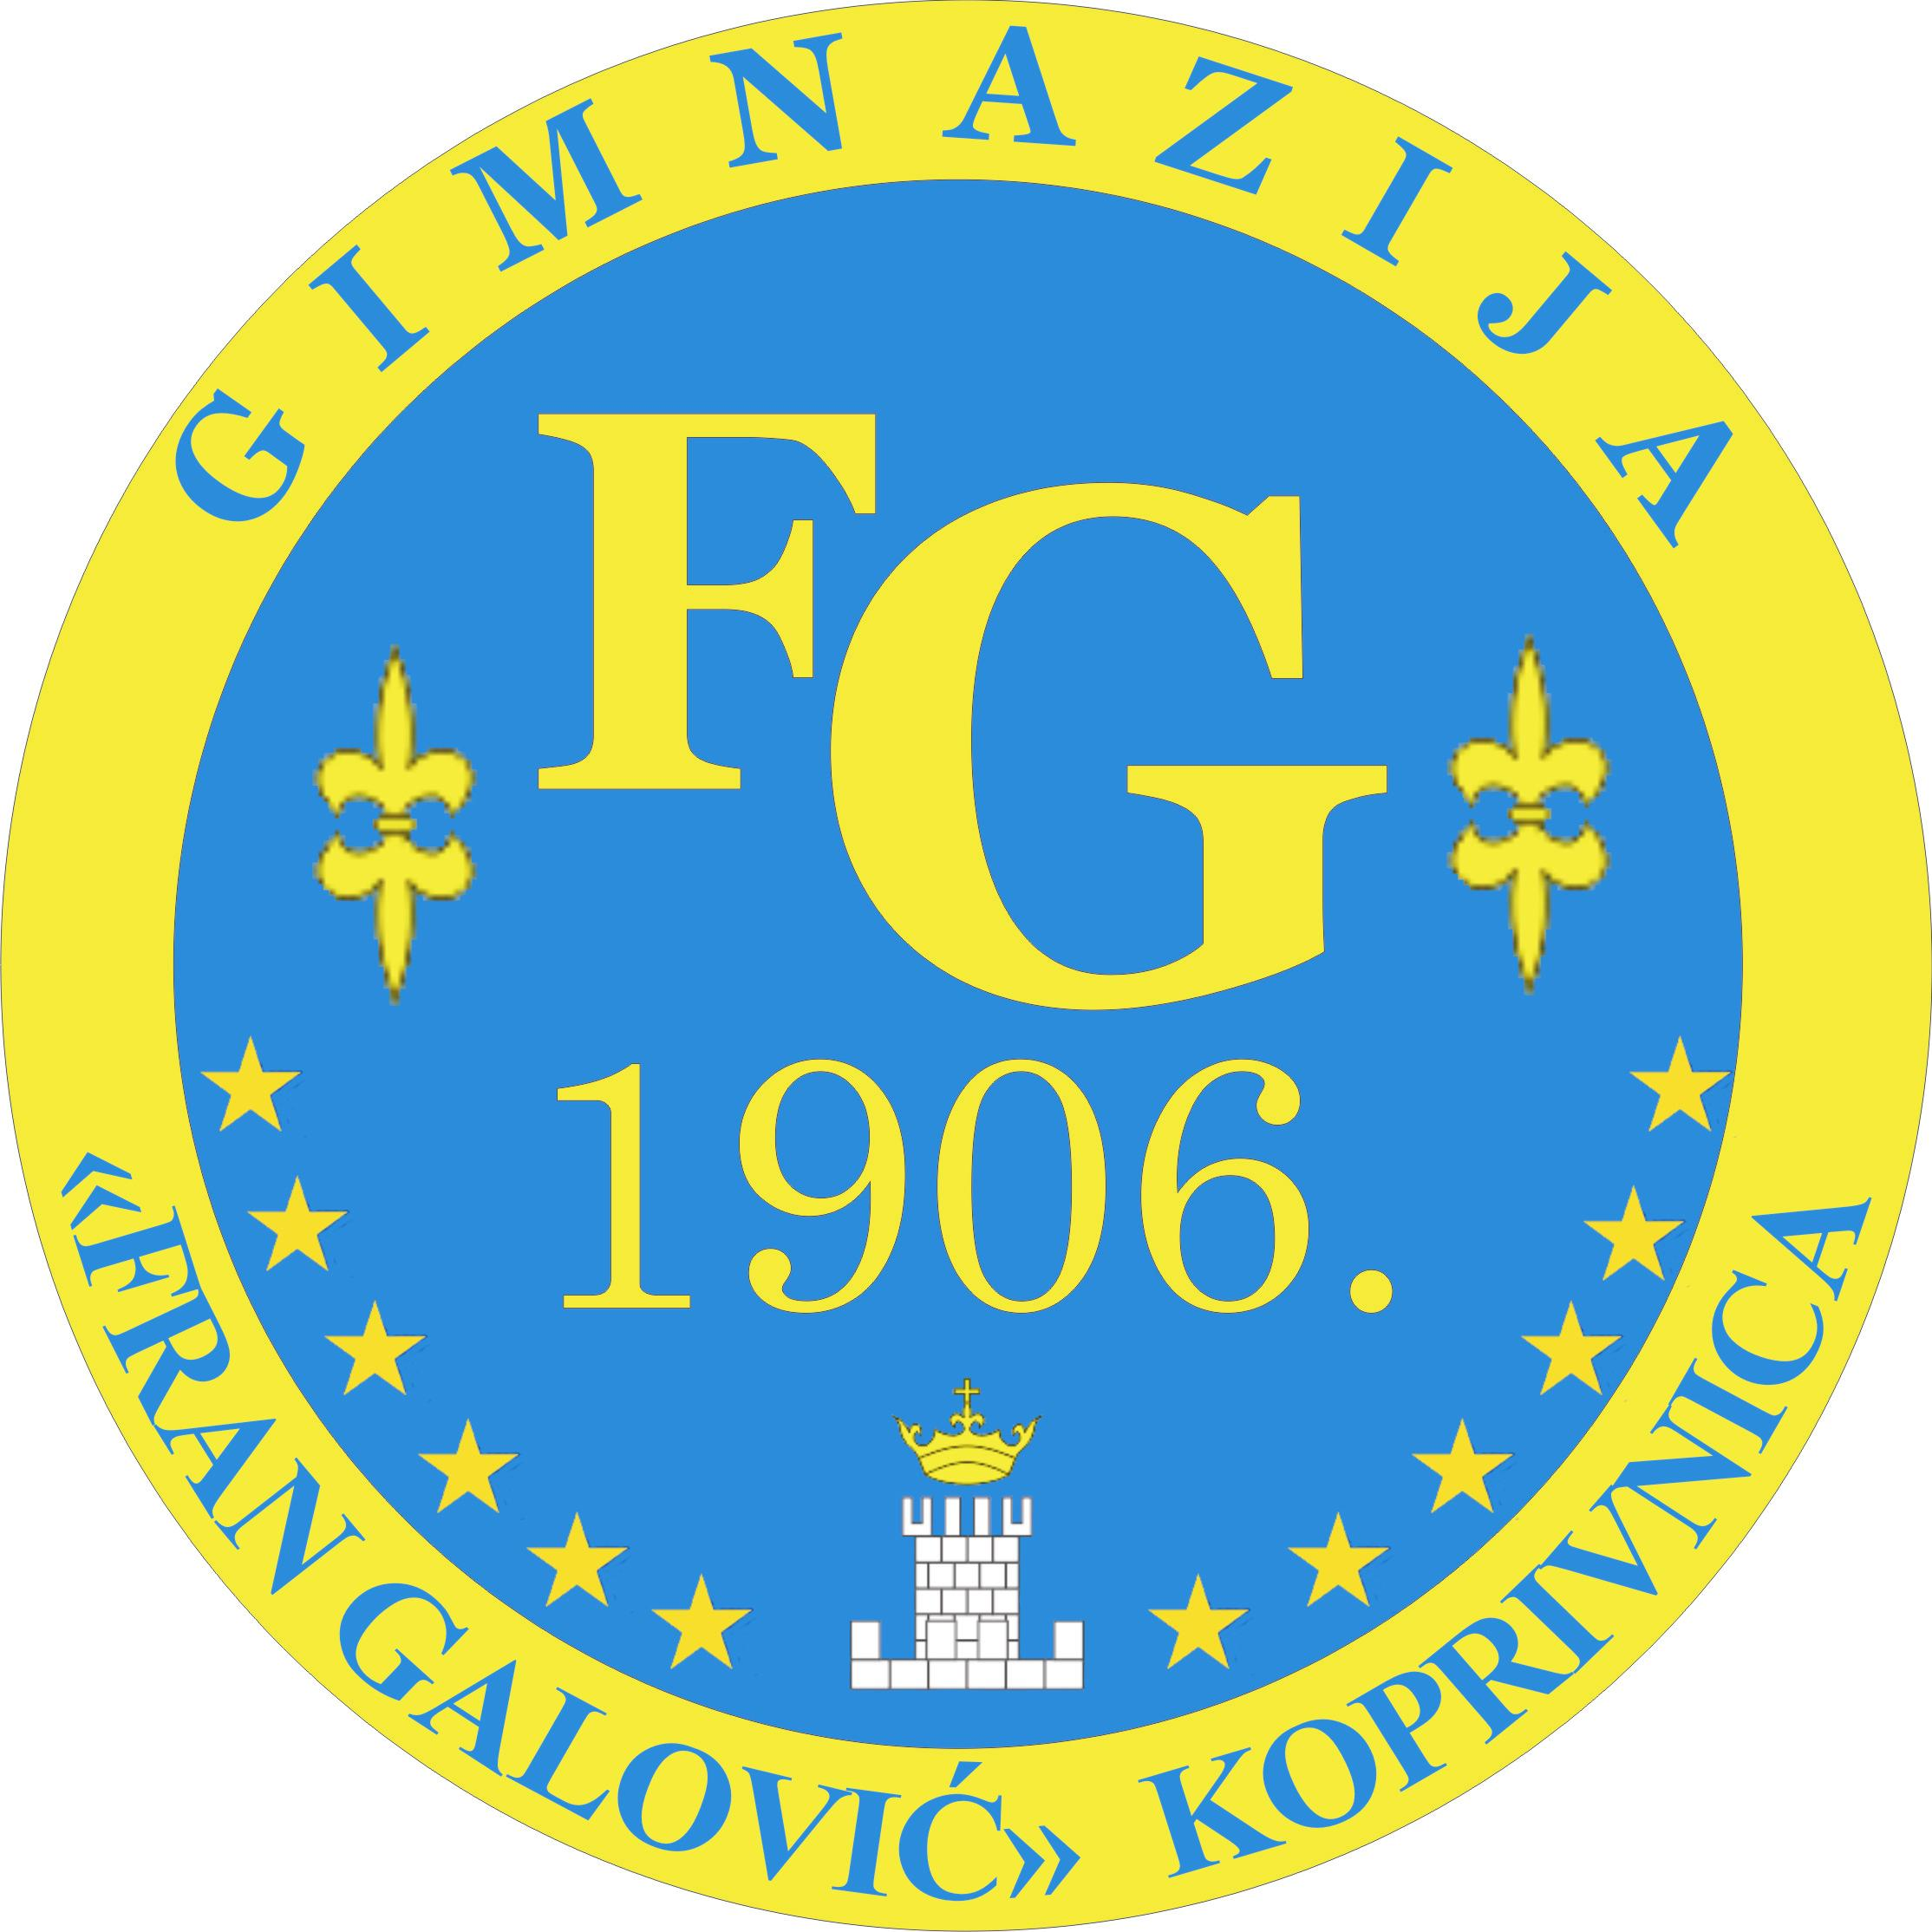 GIMNAZIJA
FG
1906.
«FRAN GALOVIĆ» KOPRIVNICA